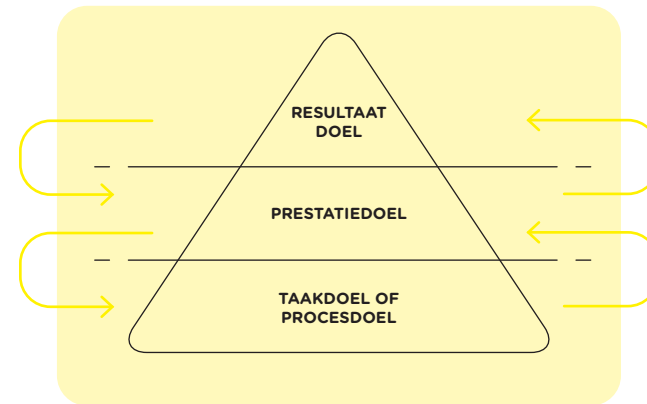 RESULTAAT
DOEL
PRESTATIEDOEL
TAAKDOEL OF
PROCESDOEL